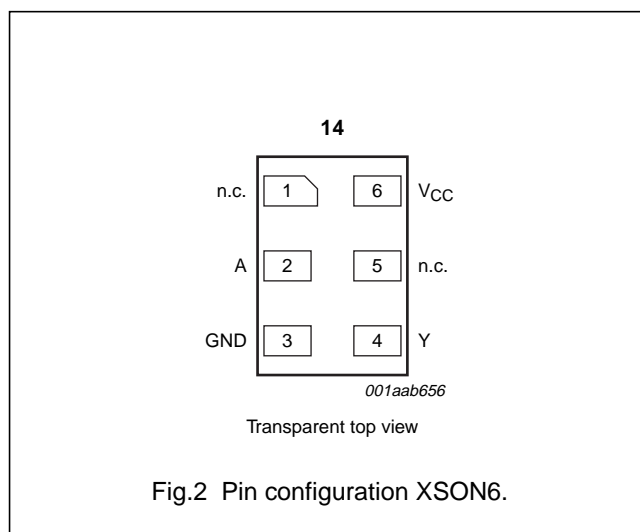 14
n.c. 1 6 VCC
A 2 5 n.c.
GND 3 4 Y
001aab656
Transparent top view
Fig.2 Pin configuration XSON6.